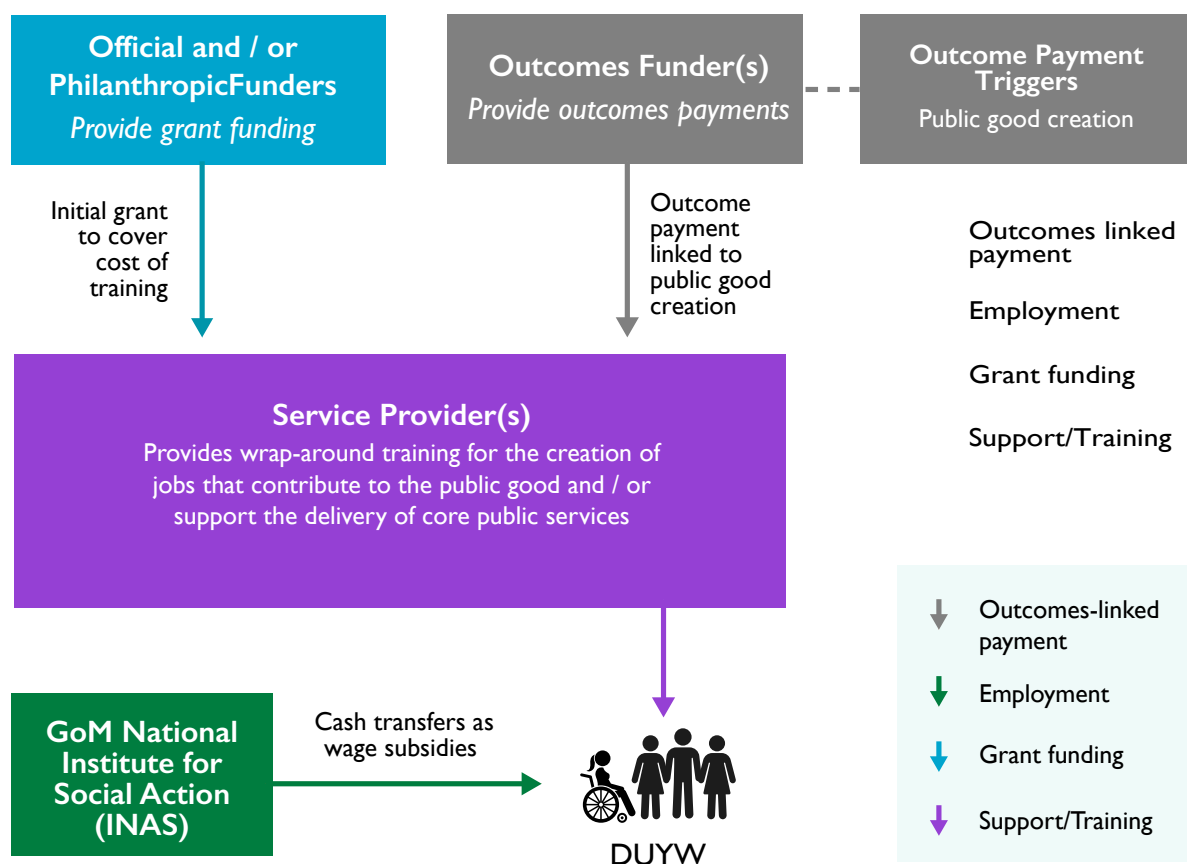 Official and / or
PhilanthropicFunders
Provide grant funding
Outcomes Funder(s)
Provide outcomes payments
Outcome Payment
Triggers
Public good creation
Initial grant
to cover
cost of
training
Outcome
payment
linked to
public good
creation
Outcomes linked
payment
Employment
Grant funding
Support/Training
Service Provider(s)
Provides wrap-around training for the creation of
jobs that contribute to the public good and / or
support the delivery of core public services
Outcomes-linked
payment
Employment
Grant funding
Support/Training
GoM National
Institute for
Social Action
(INAS)
Cash transfers as
wage subsidies
DUYW